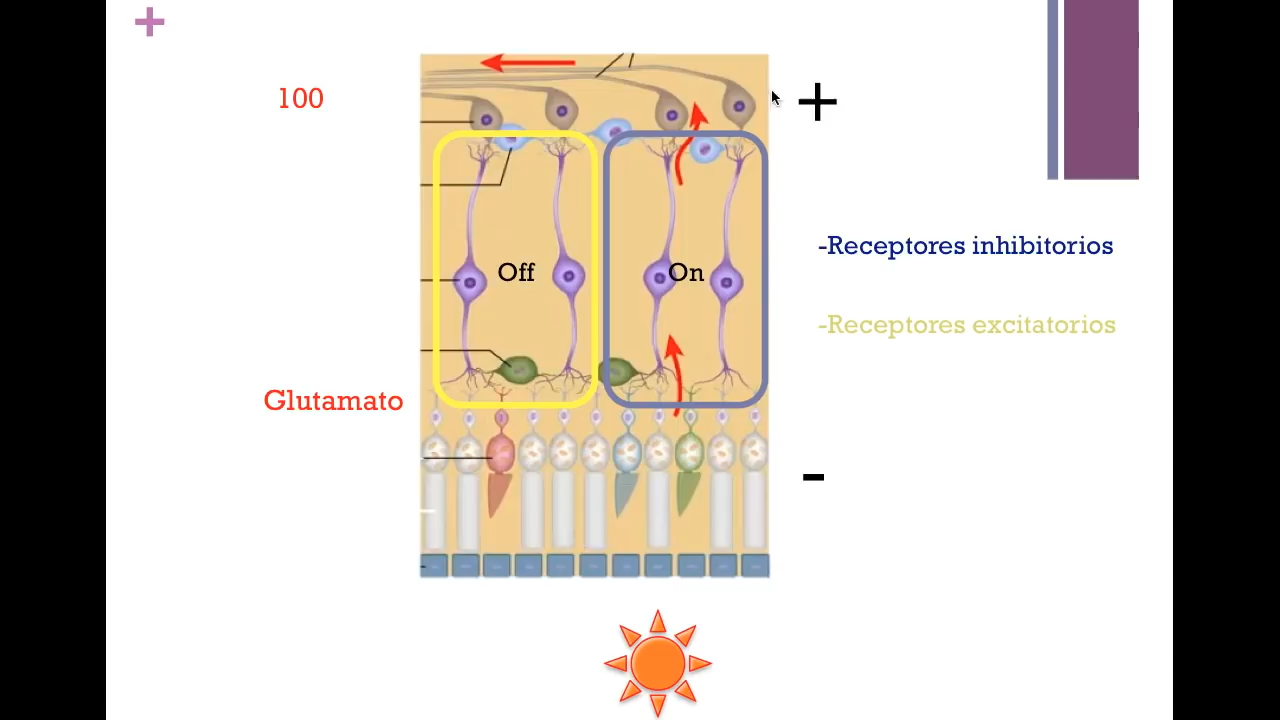 +
100
+
-Receptores inhibitorios
Off
On
-Receptores excitatorios
Glutamato
-